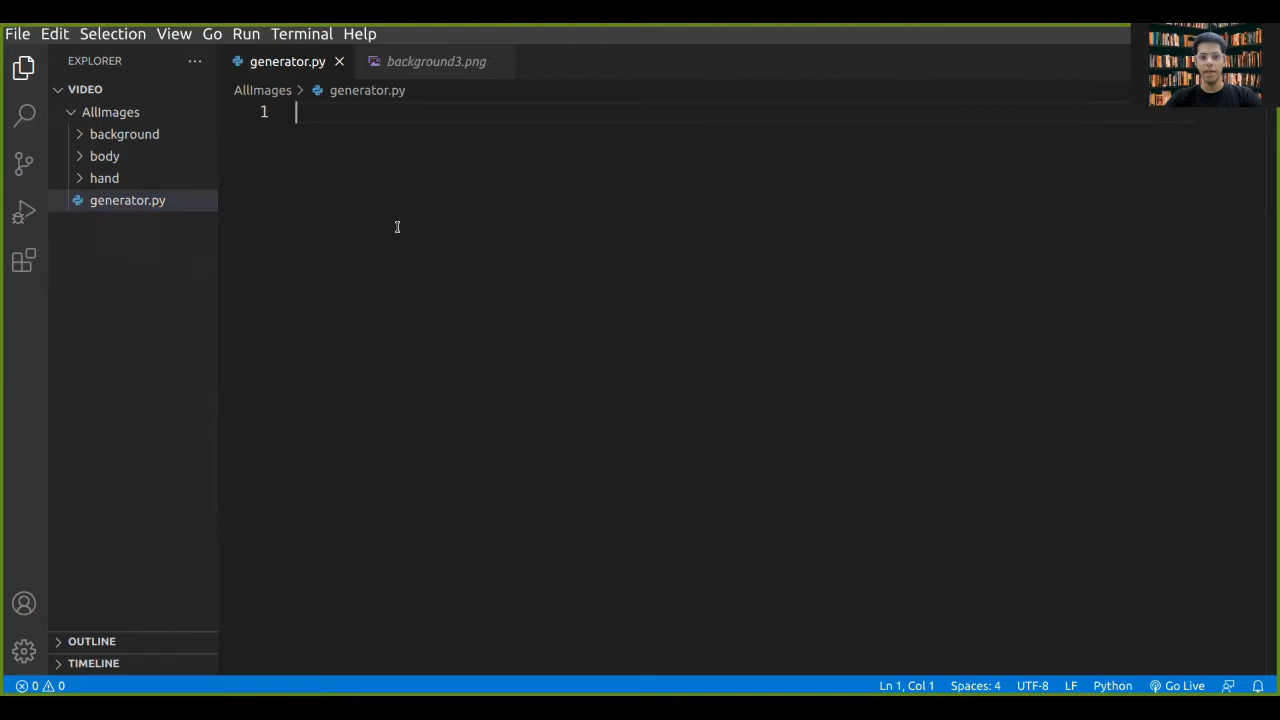 File Edit Selection View Go Run Terminal Help
EXPLORER
generator.py
background3.png
VIDEO
AllImages > generator.py
AllImages
1
background
body
hand
generator.py
OUTLINE
TIMELINE
0 0
Ln 1, Col 1 Spaces: 4 UTF-8 LF Python Go Live